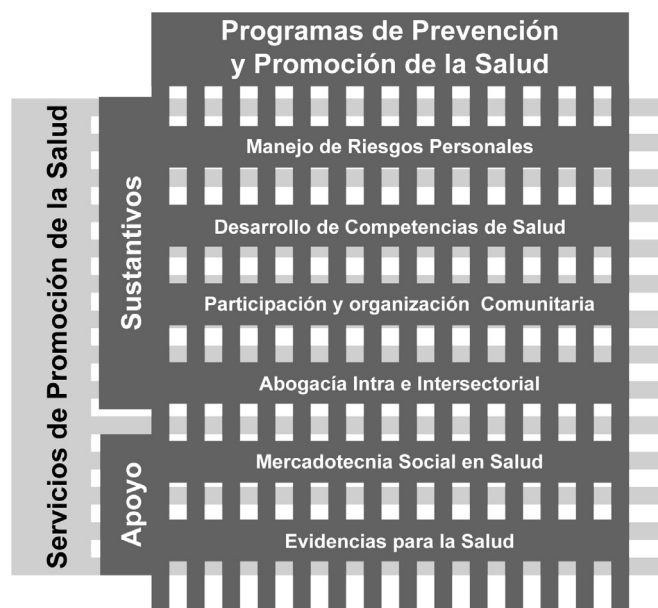 Programas de Prevención
y Promoción de la Salud
Servicios de Promoción de la Salud
Sustantivos
Manejo de Riesgos Personales
Desarrollo de Competencias de Salud
Participación y organización Comunitaria
Abogacía Intra e Intersectorial
Apoyo
Mercadotecnia Social en Salud
Evidencias para la Salud